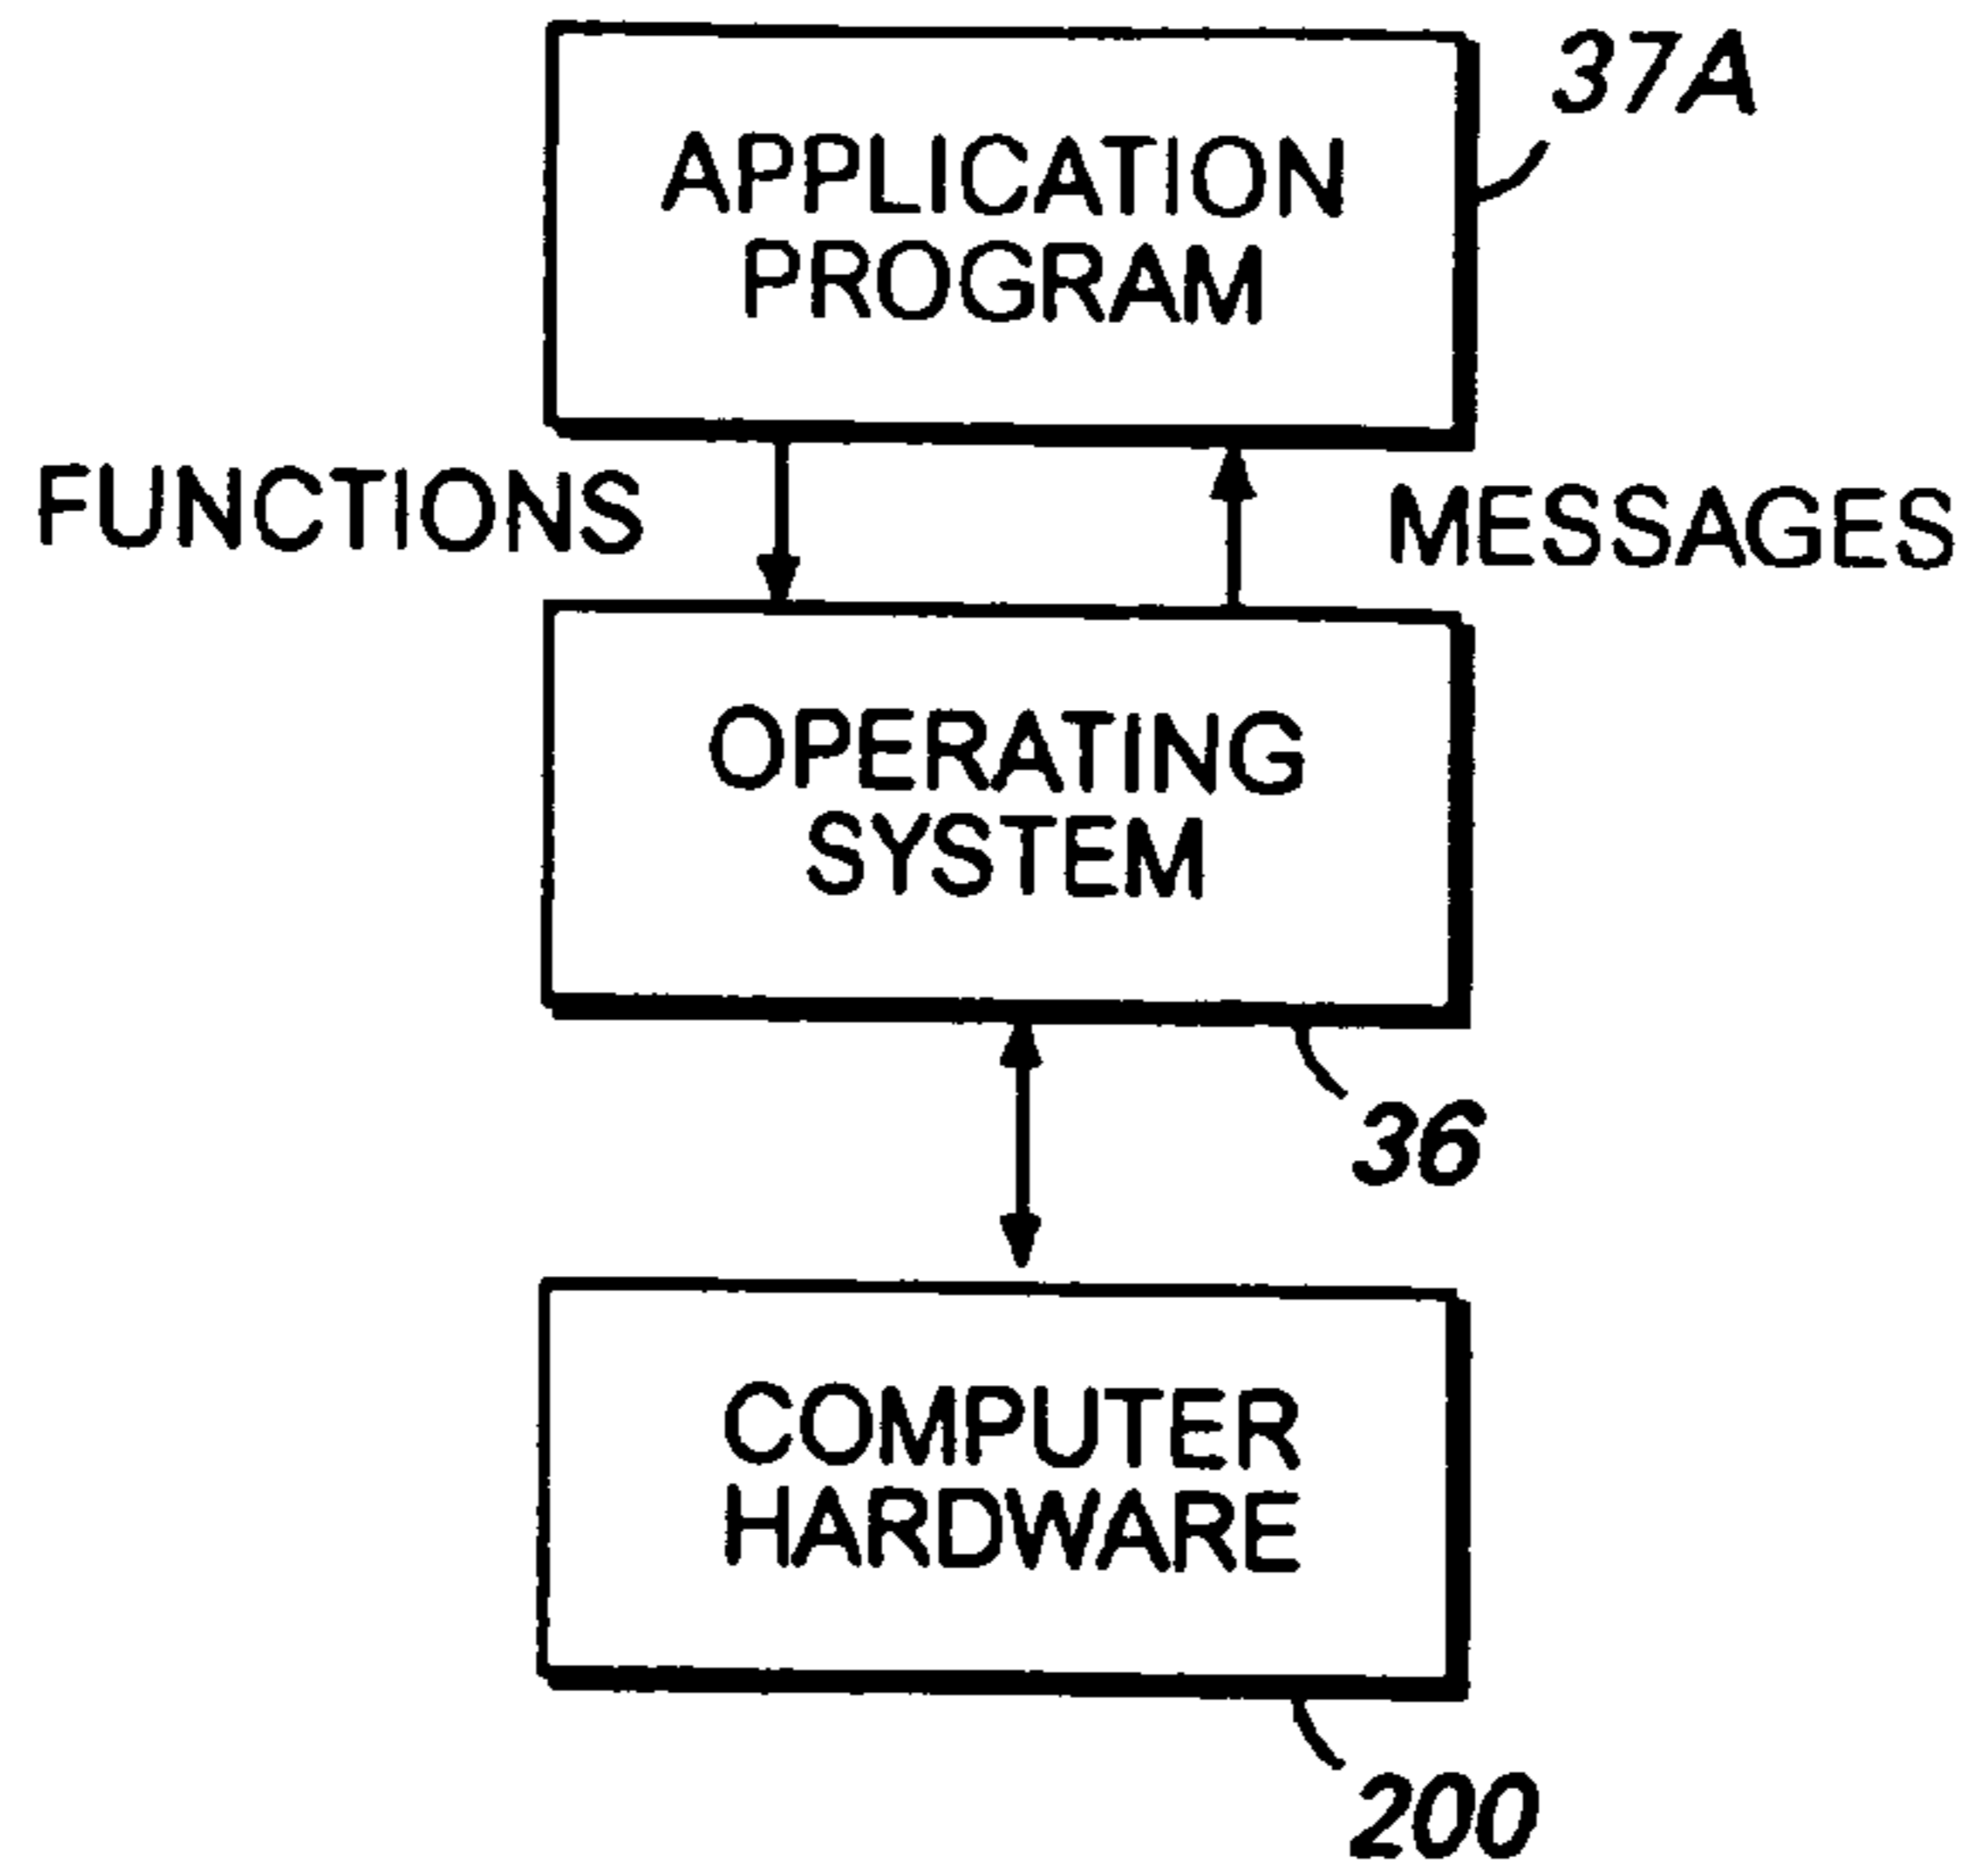 37A
APPLICATION
PROGRAM
FUNCTIONS
MESSAGES
OPERATING
SYSTEM
36
COMPUTER
HARDWARE
200